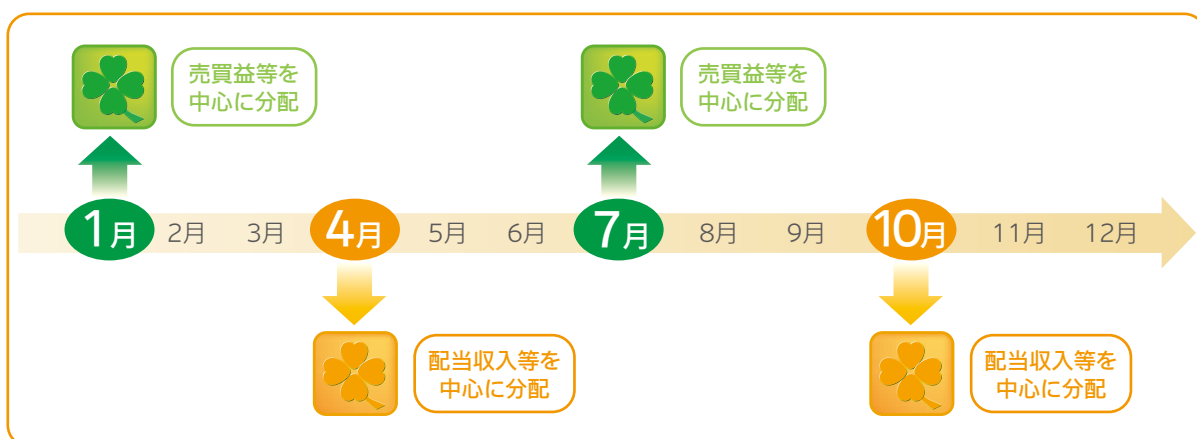 売買益等を
中心に分配
売買益等を
中心に分配
1月 2月 3月 4月 5月 6月 7月 8月 9月 10月 11月 12月
配当収入等を
中心に分配
配当収入等を
中心に分配